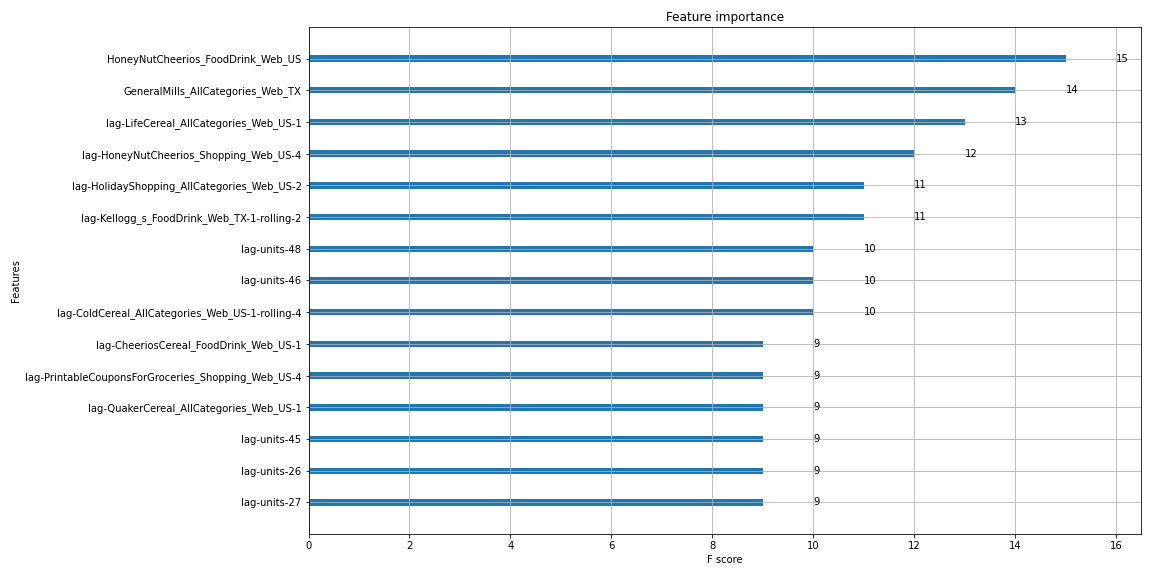 Feature importance
HoneyNutCheerios_FoodDrink_Web_US 15
GeneralMills_AllCategories_Web_TX 14
lag-LifeCereal_AllCategories_Web_US-1 13
lag-HoneyNutCheerios_Shopping_Web_US-4 12
lag-HolidayShopping_AllCategories_Web_US-2 11
lag-Kellogg_s_FoodDrink_Web_TX-1-rolling-2 11
lag-units-48 10
lag-units-46 10
lag-ColdCereal_AllCategories_Web_US-1-rolling-4 10
lag-CheeriosCereal_FoodDrink_Web_US-1 9
lag-PrintableCouponsForGroceries_Shopping_Web_US-4 9
lag-QuakerCereal_AllCategories_Web_US-1 9
lag-units-45 9
lag-units-26 9
lag-units-27 9
Features
0 2 4 6 8 10 12 14 16
F score